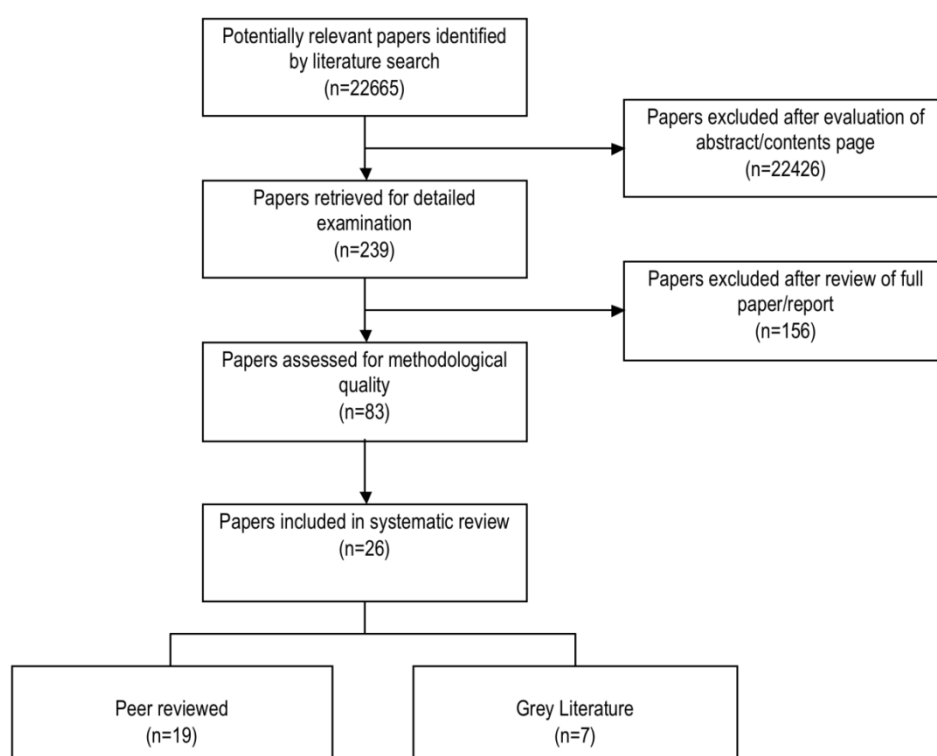 Potentially relevant papers identified
by literature search
(n=22665)
Papers excluded after evaluation of
abstract/contents page
(n=22426)
Papers retrieved for detailed
examination
(n=239)
Papers excluded after review of full
paper/report
(n=156)
Papers assessed for methodological
quality
(n=83)
Papers included in systematic review
(n=26)
Peer reviewed
(n=19)
Grey Literature
(n=7)